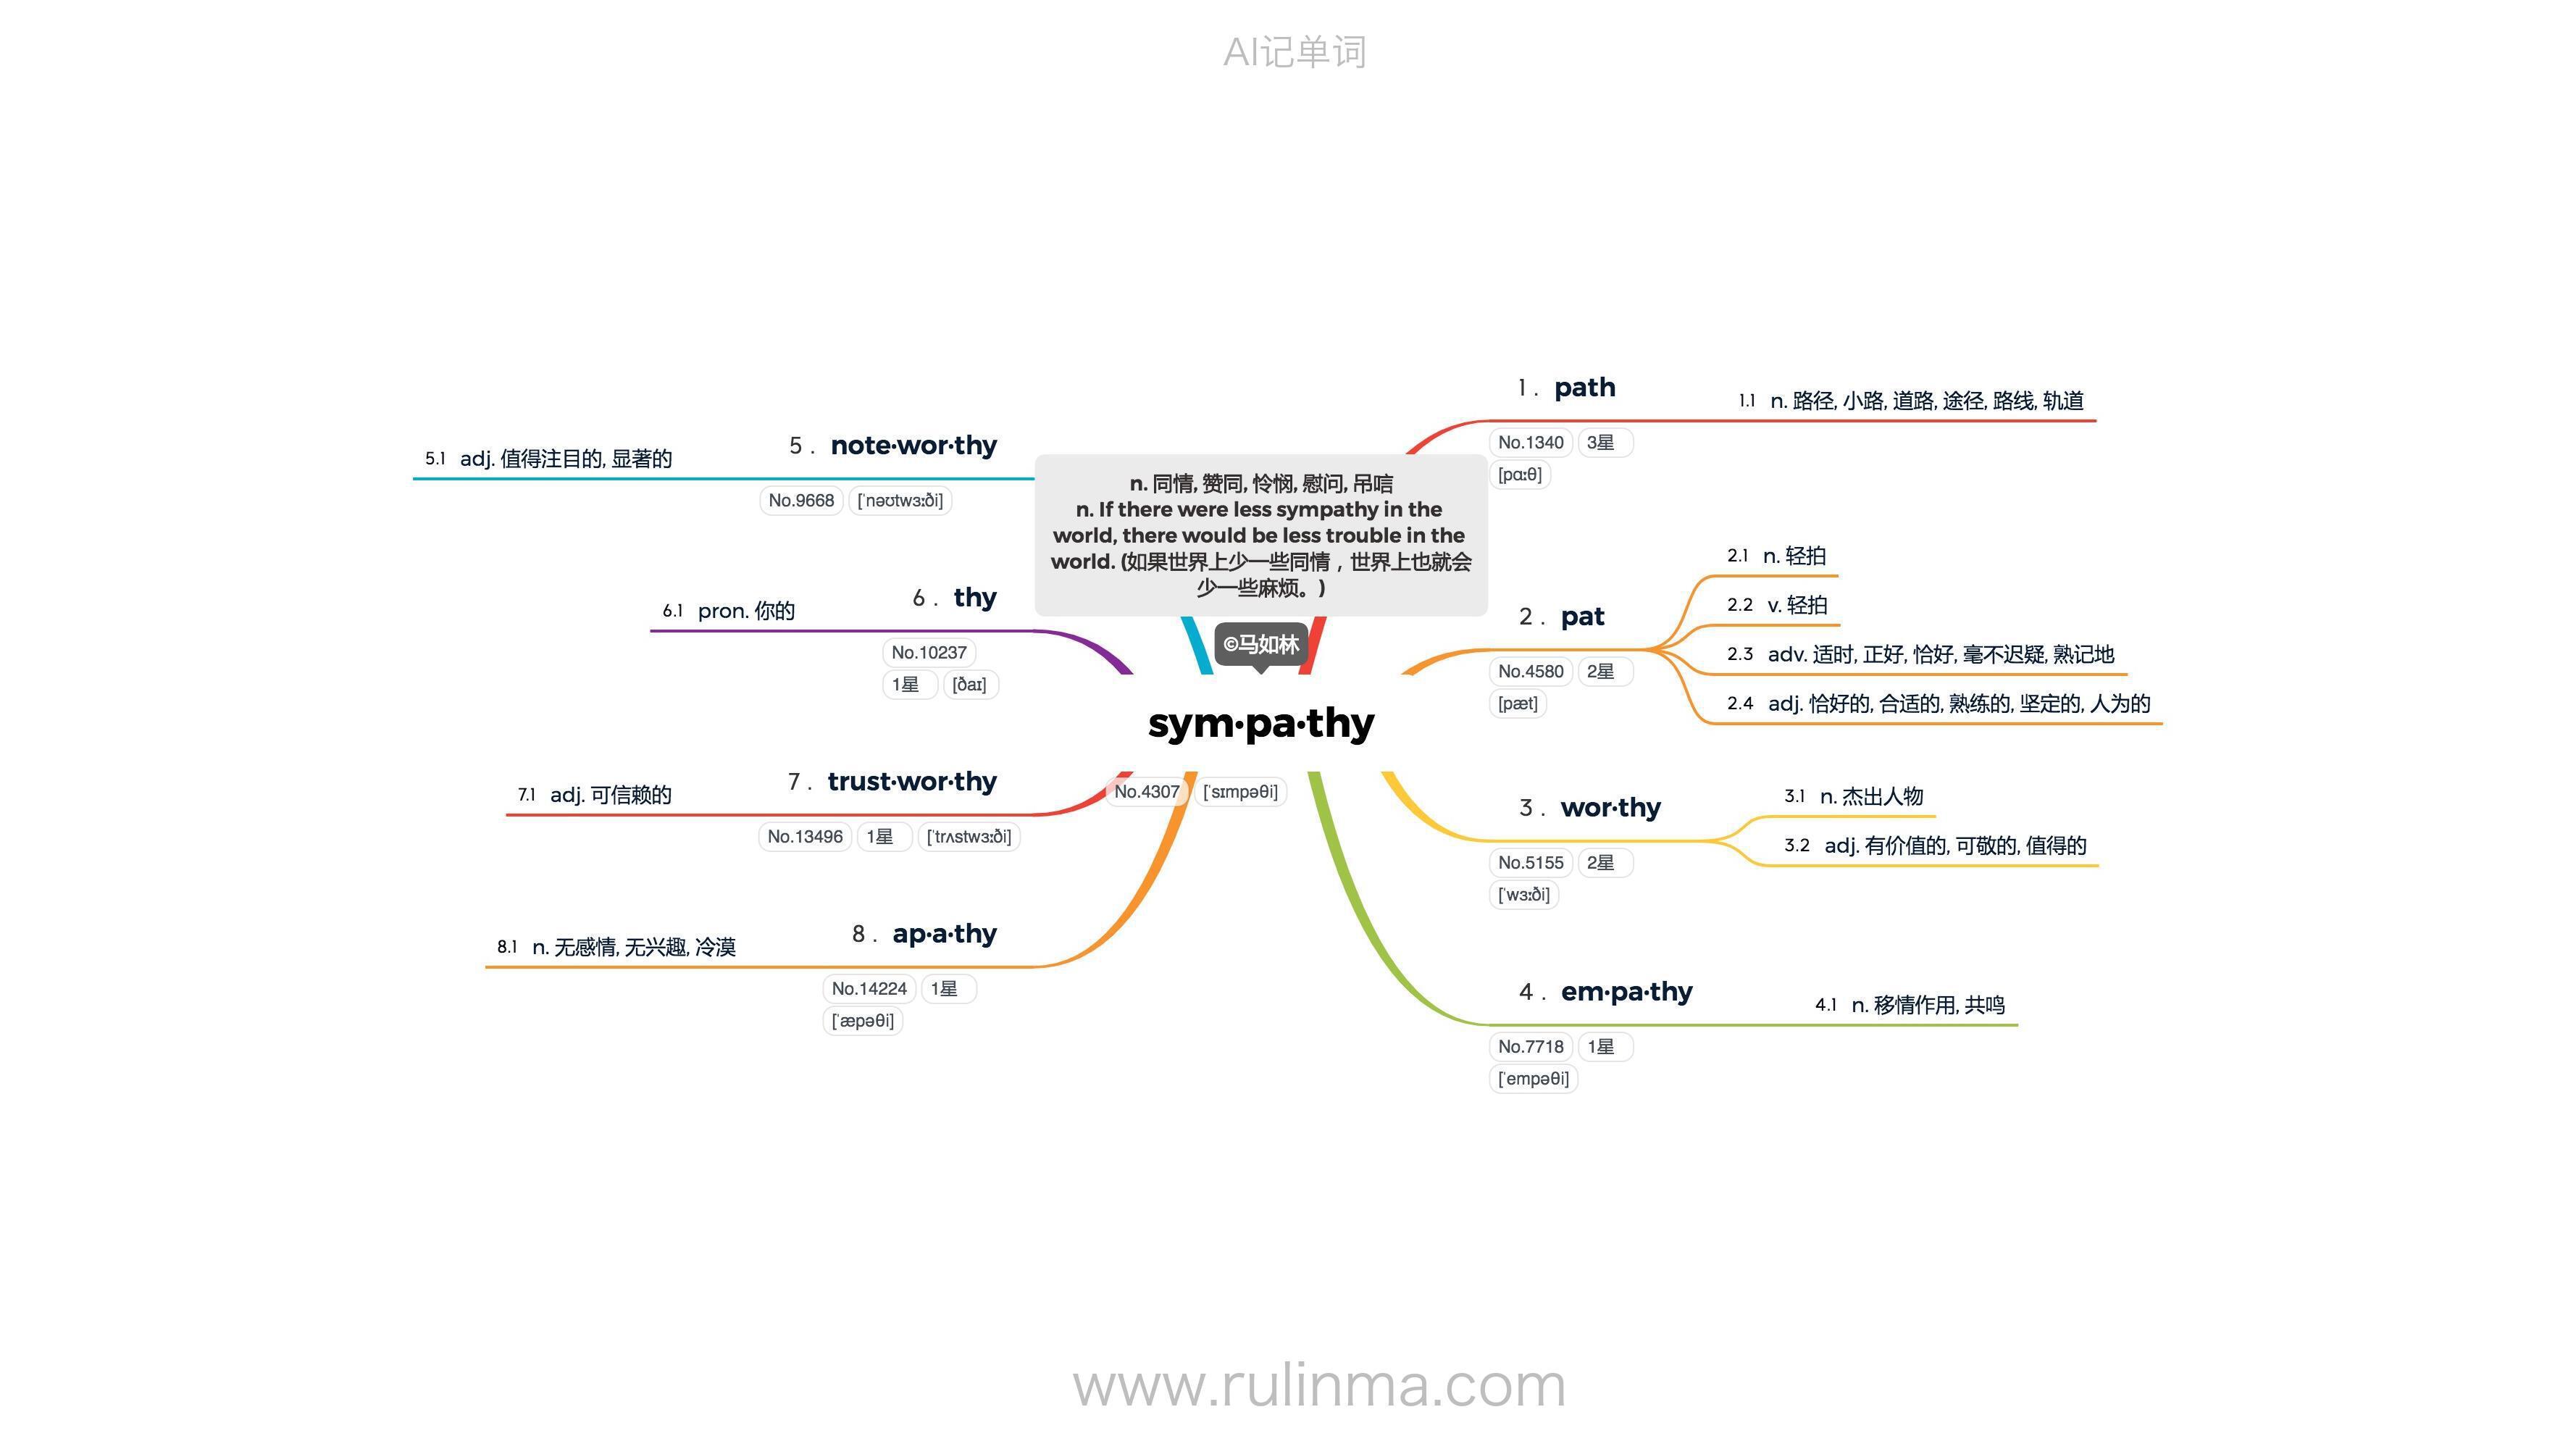 AI记单词
n. 同情, 赞同, 怜悯, 慰问, 吊唁
n. If there were less sympathy in the
world, there would be less trouble in the
world. (如果世界上少一些同情，世界上也就会
少一些麻烦。)
©马如林
sym·pa·thy
No.4307 [ˈsɪmpəθi]
1. path
No.1340 3星
[pɑːθ]
1.1 n. 路径, 小路, 道路, 途径, 路线, 轨道
2. pat
No.4580 2星
[pæt]
2.1 n. 轻拍
2.2 v. 轻拍
2.3 adv. 适时, 正好, 恰好, 毫不迟疑, 熟记地
2.4 adj. 恰好的, 合适的, 熟练的, 坚定的, 人为的
3. wor·thy
No.5155 2星
[ˈwɜːði]
3.1 n. 杰出人物
3.2 adj. 有价值的, 可敬的, 值得的
4. em·pa·thy
No.7718 1星
[ˈempəθi]
4.1 n. 移情作用, 共鸣
5. note·wor·thy
No.9668 [ˈnəʊtwɜːði]
5.1 adj. 值得注目的, 显著的
6. thy
No.10237
1星 [ðaɪ]
6.1 pron. 你的
7. trust·wor·thy
No.13496 1星 [ˈtrʌstwɜːði]
7.1 adj. 可信赖的
8. ap·a·thy
No.14224 1星
[ˈæpəθi]
8.1 n. 无感情, 无兴趣, 冷漠
www.rulinma.com